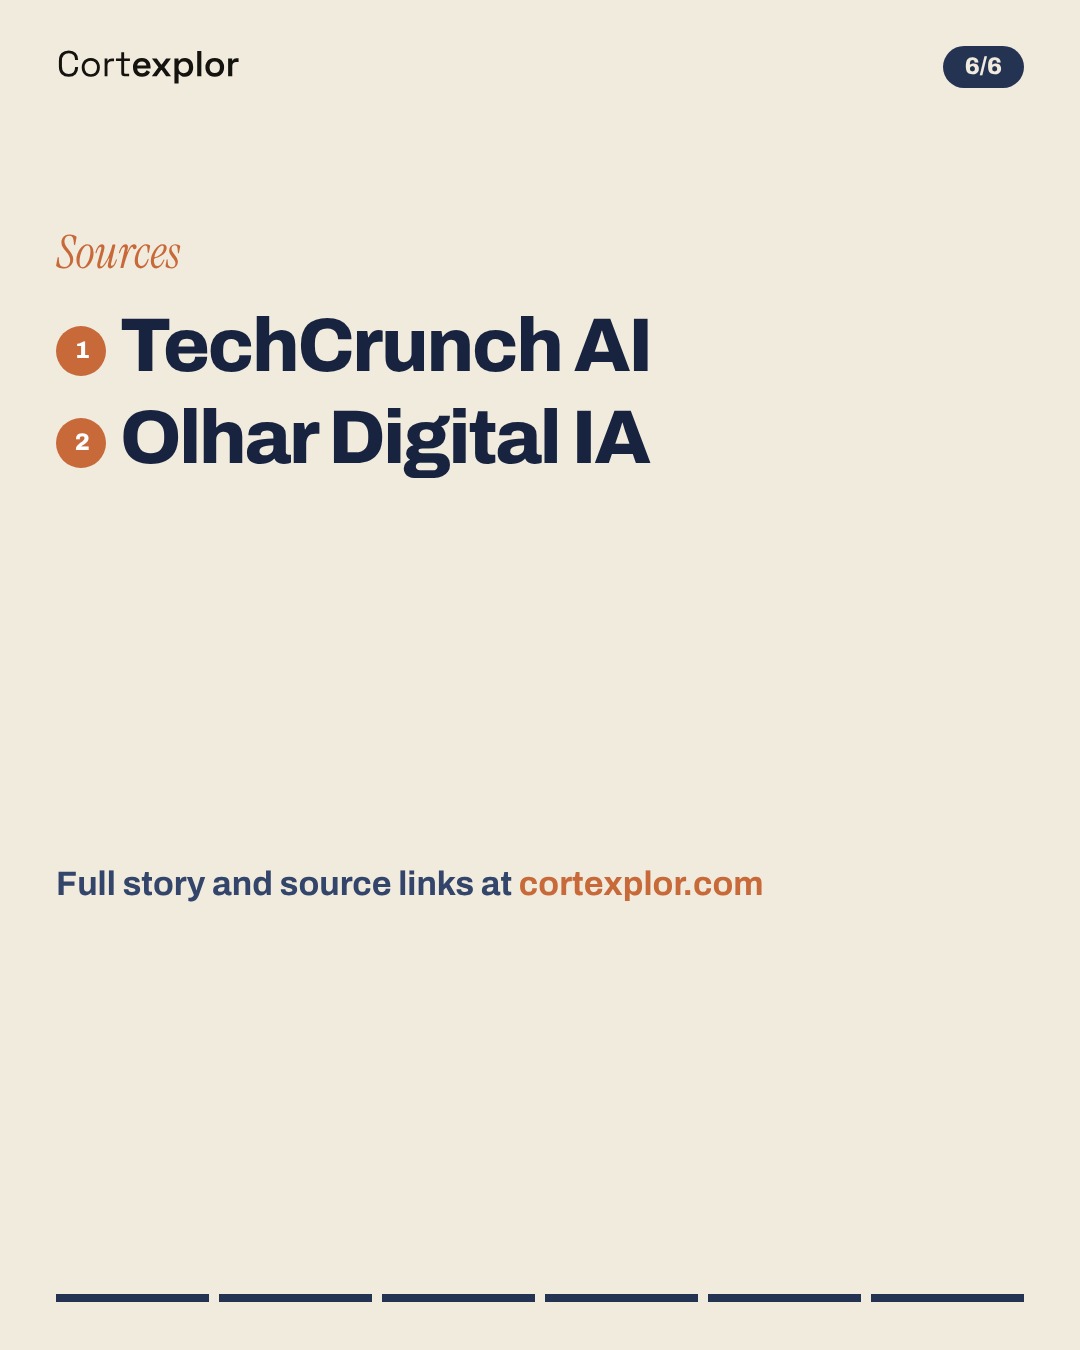 Cortexplor
6/6
Sources
1 TechCrunch AI
2 Olhar Digital IA
Full story and source links at cortexplor.com